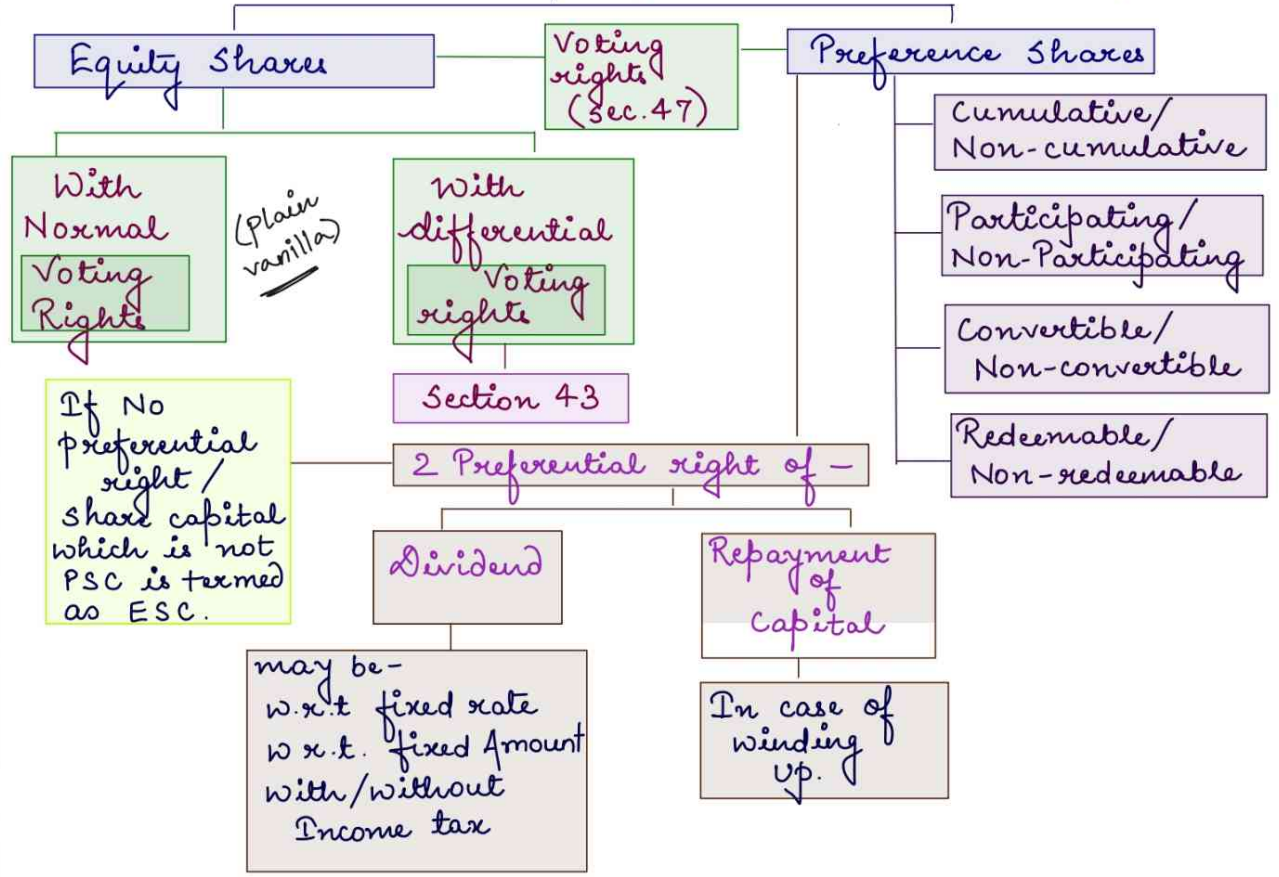 Equity Shares
Voting
rights
(Sec. 47)
Preference Shares
With
Normal
Voting
Rights
(Plain
vanilla)
With
differential
Voting
rights
Section 43
Cumulative/
Non-cumulative
Participating/
Non-Participating
Convertible/
Non-convertible
Redeemable/
Non-redeemable
If No
preferential
right/
share capital
which is not
PSC is termed
as ESC.
2 Preferential right of -
Dividend
Repayment
of
Capital
may be-
w.r.t fixed rate
w r.t. fixed Amount
with/without
Income tax
In case of
winding
up.